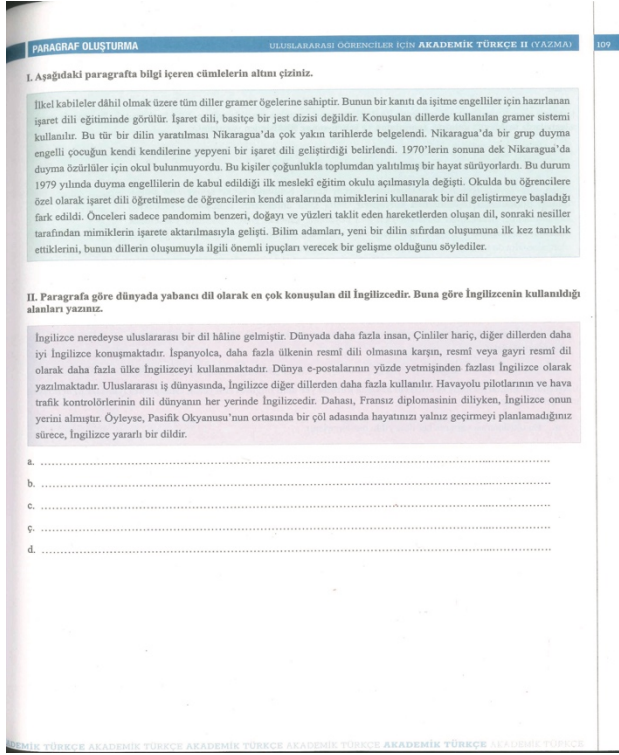 PARAGRAF OLUŞTURMA
ULUSLARARASI ÖĞRENCİLER İÇİN AKADEMİK TÜRKÇE II (YAZMA) 109
I. Aşağıdaki paragrafta bilgi içeren cümlelerin altını çiziniz.
İlkel kabileler dâhil olmak üzere tüm diller gramer ögelerine sahiptir. Bunun bir kanıtı da işitme engelliler için hazırlanan
işaret dili eğitiminde görülür. İşaret dili, basitçe bir jest dizisi değildir. Konuşulan dillerde kullanılan gramer sistemi
kullanılır. Bu tür bir dilin yaratılması Nikaragua'da çok yakın tarihlerde belgelendi. Nikaragua'da bir grup duyma
engelli çocuğun kendi kendilerine yepyeni bir işaret dili geliştirdiği belirlendi. 1970'lerin sonuna dek Nikaragua'da
duyma özürlüler için okul bulunmuyordu. Bu kişiler çoğunlukla toplumdan yalıtılmış bir hayat sürüyorlardı. Bu durum
1979 yılında duyma engellilerin de kabul edildiği ilk meslekî eğitim okulu açılmasıyla değişti. Okulda bu öğrencilere
özel olarak işaret dili öğretilmese de öğrencilerin kendi aralarında mimiklerini kullanarak bir dil geliştirmeye başladığı
fark edildi. Önceleri sadece pandomim benzeri, doğayı ve yüzleri taklit eden hareketlerden oluşan dil, sonraki nesiller
tarafından mimiklerin işarete aktarılmasıyla gelişti. Bilim adamları, yeni bir dilin sıfırdan oluşumuna ilk kez tanıklık
ettiklerini, bunun dillerin oluşumuyla ilgili önemli ipuçları verecek bir gelişme olduğunu söylediler.
II. Paragrafa göre dünyada yabancı dil olarak en çok konuşulan dil İngilizcedir. Buna göre İngilizcenin kullanıldığı
alanları yazınız.
İngilizce neredeyse uluslararası bir dil hâline gelmiştir. Dünyada daha fazla insan, Çinliler hariç, diğer dillerden daha
iyi İngilizce konuşmaktadır. İspanyolca, daha fazla ülkenin resmî dili olmasına karşın, resmî veya gayri resmî dil
olarak daha fazla ülke İngilizceyi kullanmaktadır. Dünya e-postalarının yüzde yetmişinden fazlası İngilizce olarak
yazılmaktadır. Uluslararası iş dünyasında, İngilizce diğer dillerden daha fazla kullanılır. Havayolu pilotlarının ve hava
trafik kontrolörlerinin dili dünyanın her yerinde İngilizcedir. Dahası, Fransız diplomasinin diliyken, İngilizce onun
yerini almıştır. Öyleyse, Pasifik Okyanusu'nun ortasında bir çöl adasında hayatınızı yalnız geçirmeyi planlamadığınız
sürece, İngilizce yararlı bir dildir.
a.
b.
c.
ç.
d.
AKADEMİK TÜRKÇE AKADEMİK TÜRKÇE AKADEMİK TÜRKÇE AKADEMİK TÜRKÇE AKADEMİK TÜRKÇE AKADEMİK TÜRKÇE